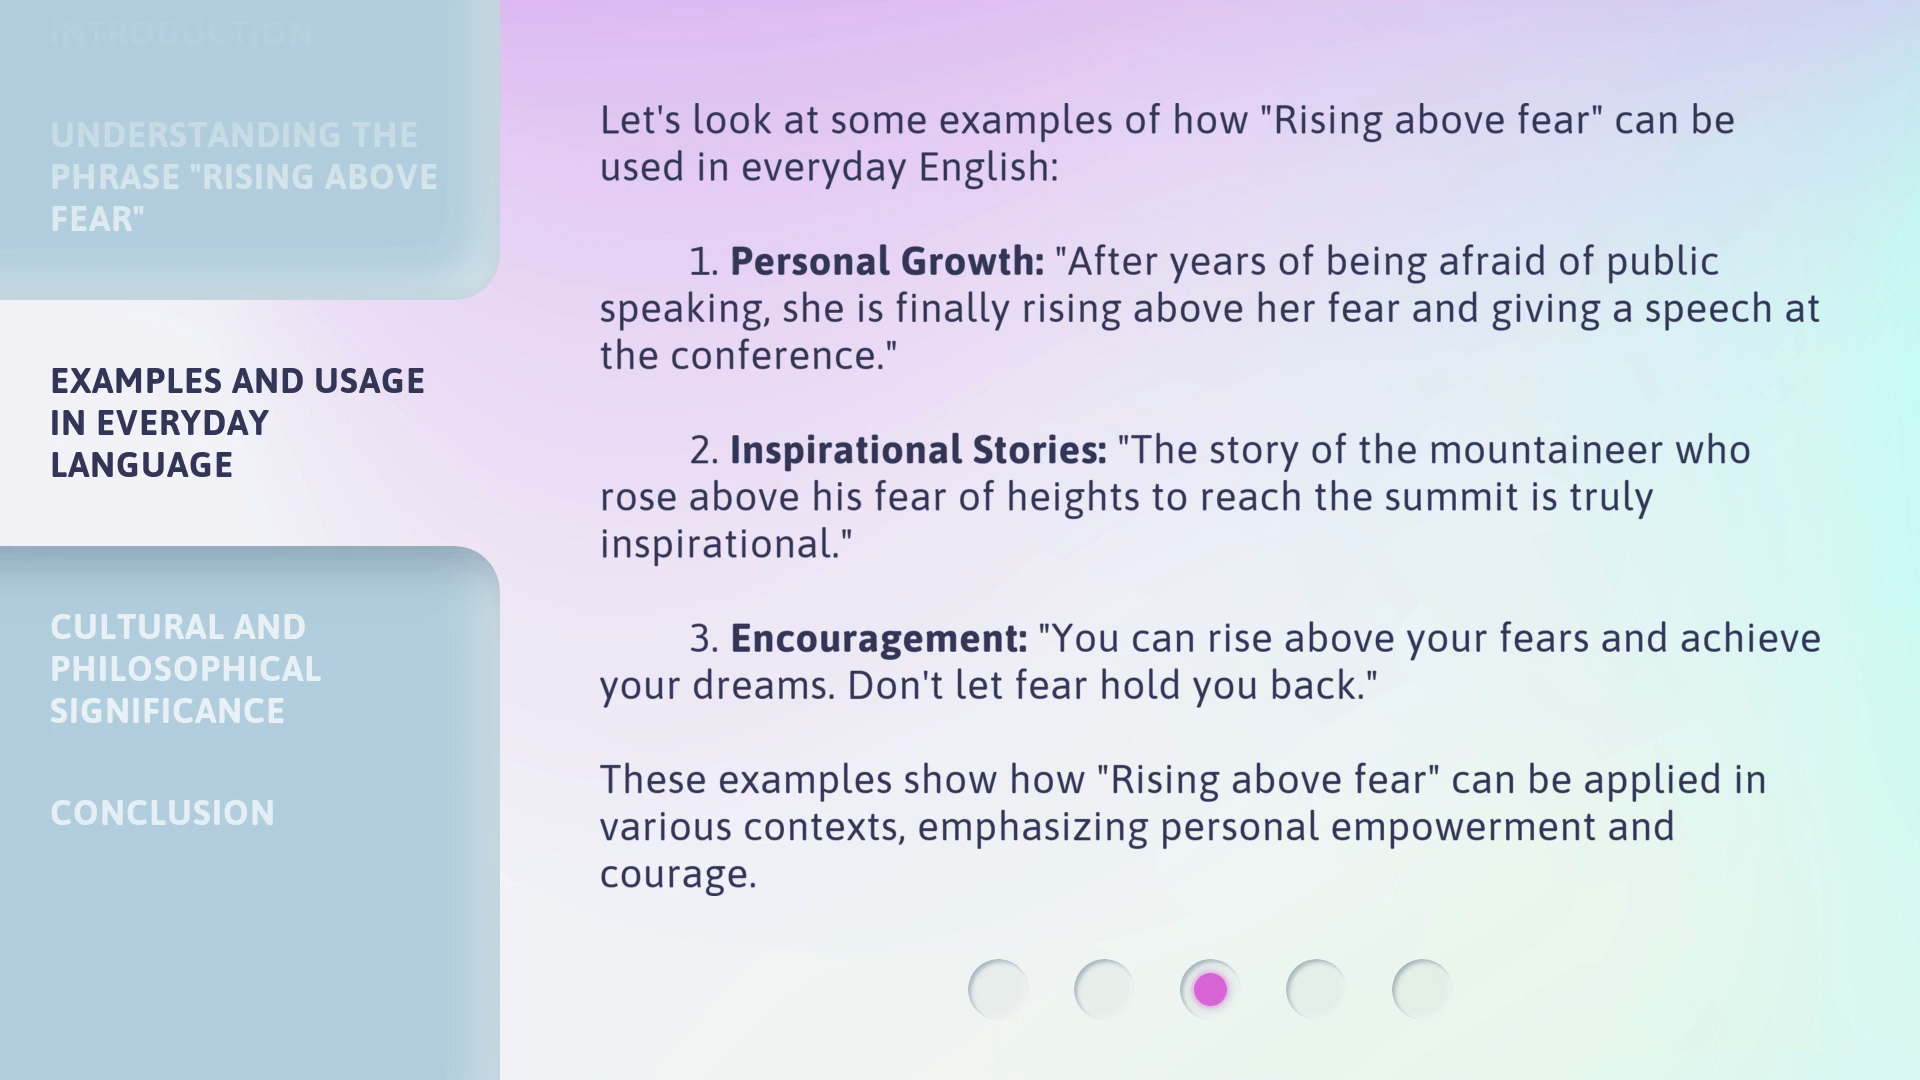 INTRODUCTION
UNDERSTANDING THE
PHRASE "RISING ABOVE
FEAR"
EXAMPLES AND USAGE
IN EVERYDAY
LANGUAGE
CULTURAL AND
PHILOSOPHICAL
SIGNIFICANCE
CONCLUSION
Let's look at some examples of how "Rising above fear" can be
used in everyday English:
1. Personal Growth: "After years of being afraid of public
speaking, she is finally rising above her fear and giving a speech at
the conference."
2. Inspirational Stories: "The story of the mountaineer who
rose above his fear of heights to reach the summit is truly
inspirational."
3. Encouragement: "You can rise above your fears and achieve
your dreams. Don't let fear hold you back."
These examples show how "Rising above fear" can be applied in
various contexts, emphasizing personal empowerment and
courage.